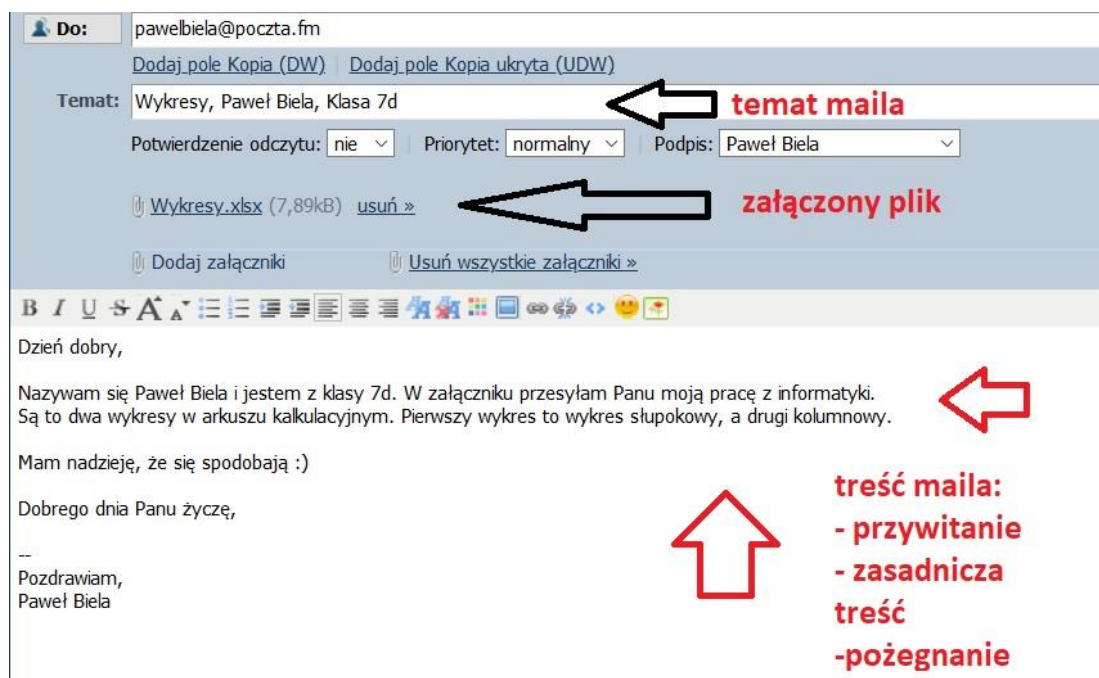 Do: pawelbiela@poczta.fm
Dodaj pole Kopia (DW) | Dodaj pole Kopia ukryta (UDW)
Temat: Wykresy, Paweł Biela, Klasa 7d temat maila
Potwierdzenie odczytu: nie Priorytet: normalny Podpis: Paweł Biela
Wykresy.xlsx (7,89kB) usuń » załączony plik
Dodaj załączniki Usuń wszystkie załączniki »
Dzień dobry,
Nazywam się Paweł Biela i jestem z klasy 7d. W załączniku przesyłam Panu moją pracę z informatyki.
Są to dwa wykresy w arkuszu kalkulacyjnym. Pierwszy wykres to wykres słupokowy, a drugi kolumnowy.
Mam nadzieję, że się spodobają :)
Dobrego dnia Panu życzę,
--
Pozdrawiam,
Paweł Biela
treść maila:
- przywitanie
- zasadnicza
treść
-pożegnanie